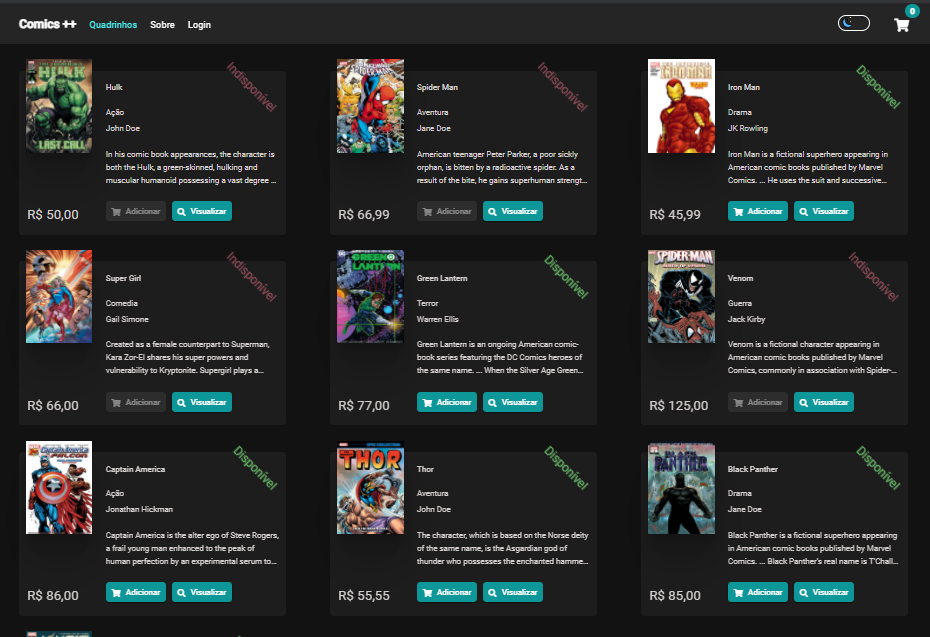 Comics ++ Quadrinhos Sobre Login
0
Indisponível
Hulk
Ação
John Doe
In his comic book appearances, the character is
both the Hulk, a green-skinned, hulking and
muscular humanoid possessing a vast degree ...
R$ 50,00 Adicionar Visualizar
HULK
LAST CALL
Indisponível
Spider Man
Aventura
Jane Doe
American teenager Peter Parker, a poor sickly
orphan, is bitten by a radioactive spider. As a
result of the bite, he gains superhuman strengt...
R$ 66,99 Adicionar Visualizar
SPIDER-MAN
Disponível
Iron Man
Drama
JK Rowling
Iron Man is a fictional superhero appearing in
American comic books published by Marvel
Comics. ... He uses the suit and successive...
R$ 45,99 Adicionar Visualizar
IRON MAN
Indisponível
Super Girl
Comedia
Gail Simone
Created as a female counterpart to Superman,
Kara Zor-El shares his super powers and
vulnerability to Kryptonite. Supergirl plays a...
R$ 66,00 Adicionar Visualizar
Disponível
Green Lantern
Terror
Warren Ellis
Green Lantern is an ongoing American comic-
book series featuring the DC Comics heroes of
the same name. ... When the Silver Age Green...
R$ 77,00 Adicionar Visualizar
GREEN
LANTERN
Indisponível
Venom
Guerra
Jack Kirby
Venom is a fictional character appearing in
American comic books published by Marvel
Comics, commonly in association with Spider-...
R$ 125,00 Adicionar Visualizar
SPIDER-MAN
Disponível
Captain America
Ação
Jonathan Hickman
Captain America is the alter ego of Steve Rogers,
a frail young man enhanced to the peak of
human perfection by an experimental serum to...
R$ 86,00 Adicionar Visualizar
Captain America
FALCON
Disponível
Thor
Aventura
John Doe
The character, which is based on the Norse deity
of the same name, is the Asgardian god of
thunder who possesses the enchanted hamme...
R$ 55,55 Adicionar Visualizar
THOR
Disponível
Black Panther
Drama
Jane Doe
Black Panther is a fictional superhero appearing
in American comic books published by Marvel
Comics. ... Black Panther's real name is T'Chall...
R$ 85,00 Adicionar Visualizar
BLACK
PANTHER